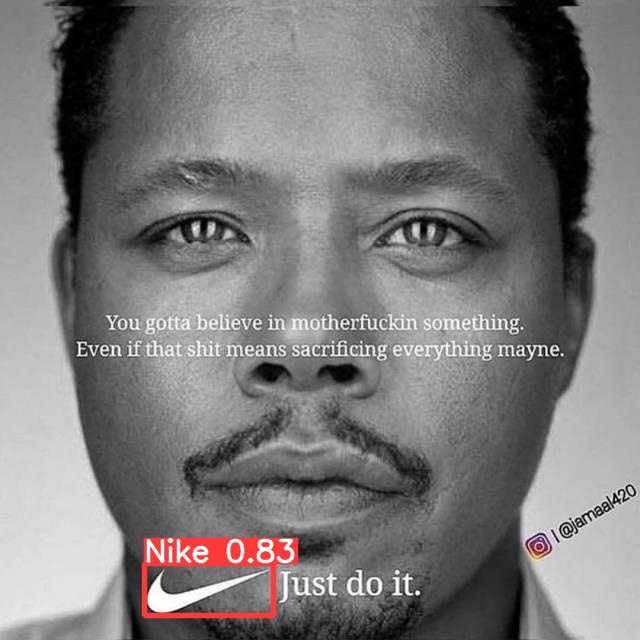 You gotta believe in motherfuckin something.
Even if that shit means sacrificing everything mayne.
| @jamaal420
Nike 0.83
Just do it.